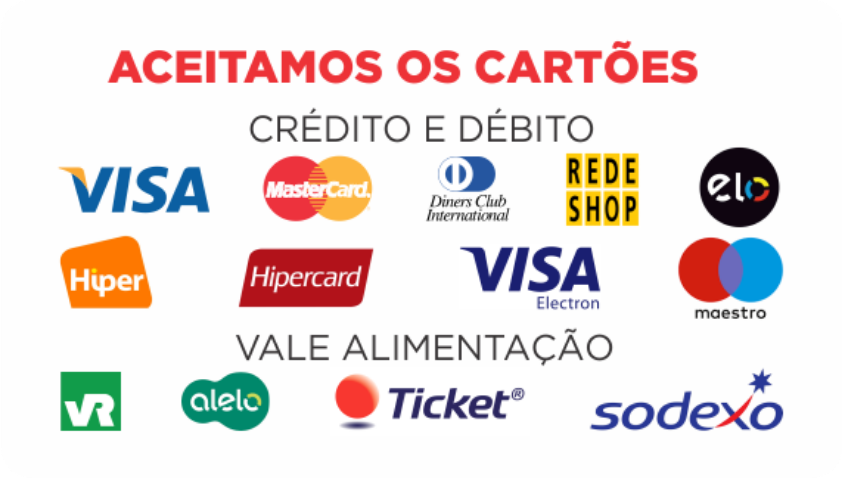 ACEITAMOS OS CARTÕES
CRÉDITO E DÉBITO
VISA
MasterCard.
Diners Club
International
REDE
SHOP
elo
Hiper
Hipercard
VISA
Electron
maestro
VALE ALIMENTAÇÃO
VR
alelo
Ticket®
sodexo